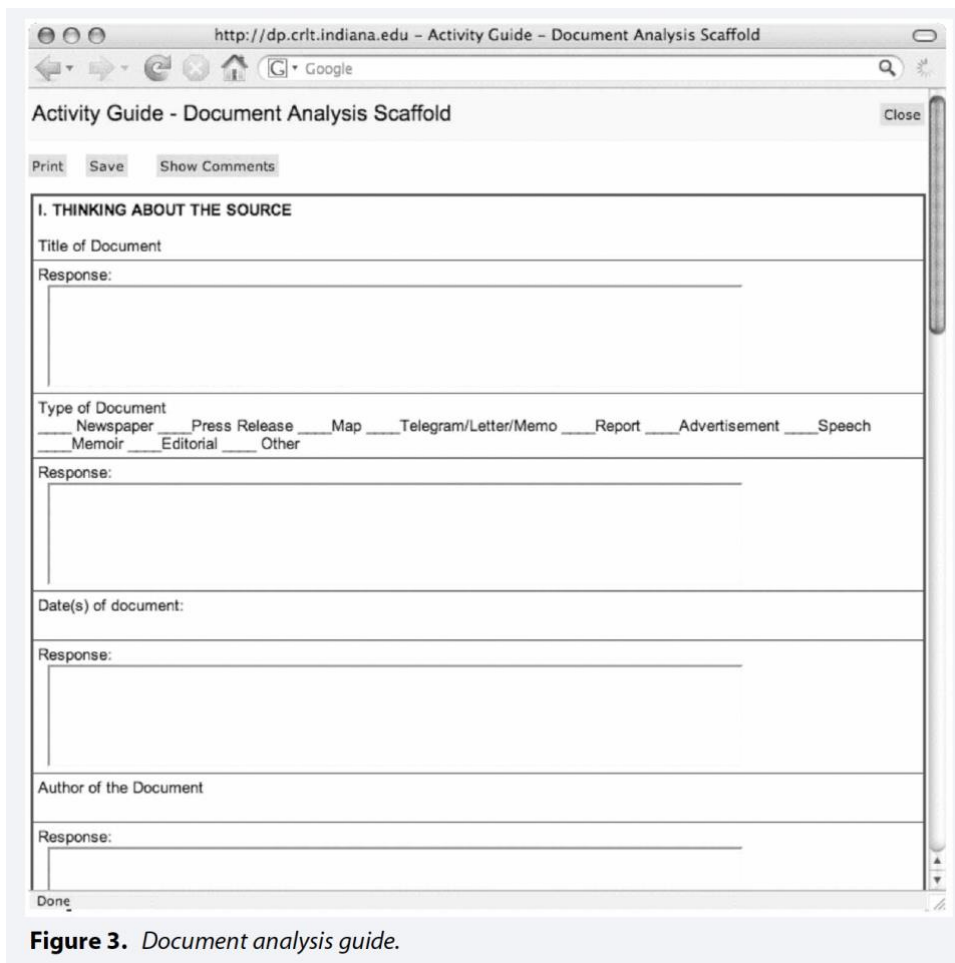 http://dp.crlt.indiana.edu – Activity Guide – Document Analysis Scaffold
G Google
Activity Guide - Document Analysis Scaffold
Close
Print Save Show Comments
I. THINKING ABOUT THE SOURCE
Title of Document
Response:
Type of Document
____ Newspaper ____Press Release ____Map ____Telegram/Letter/Memo ____Report ____Advertisement ____Speech
____Memoir ____Editorial ____ Other
Response:
Date(s) of document:
Response:
Author of the Document
Response:
Done
Figure 3. Document analysis guide.